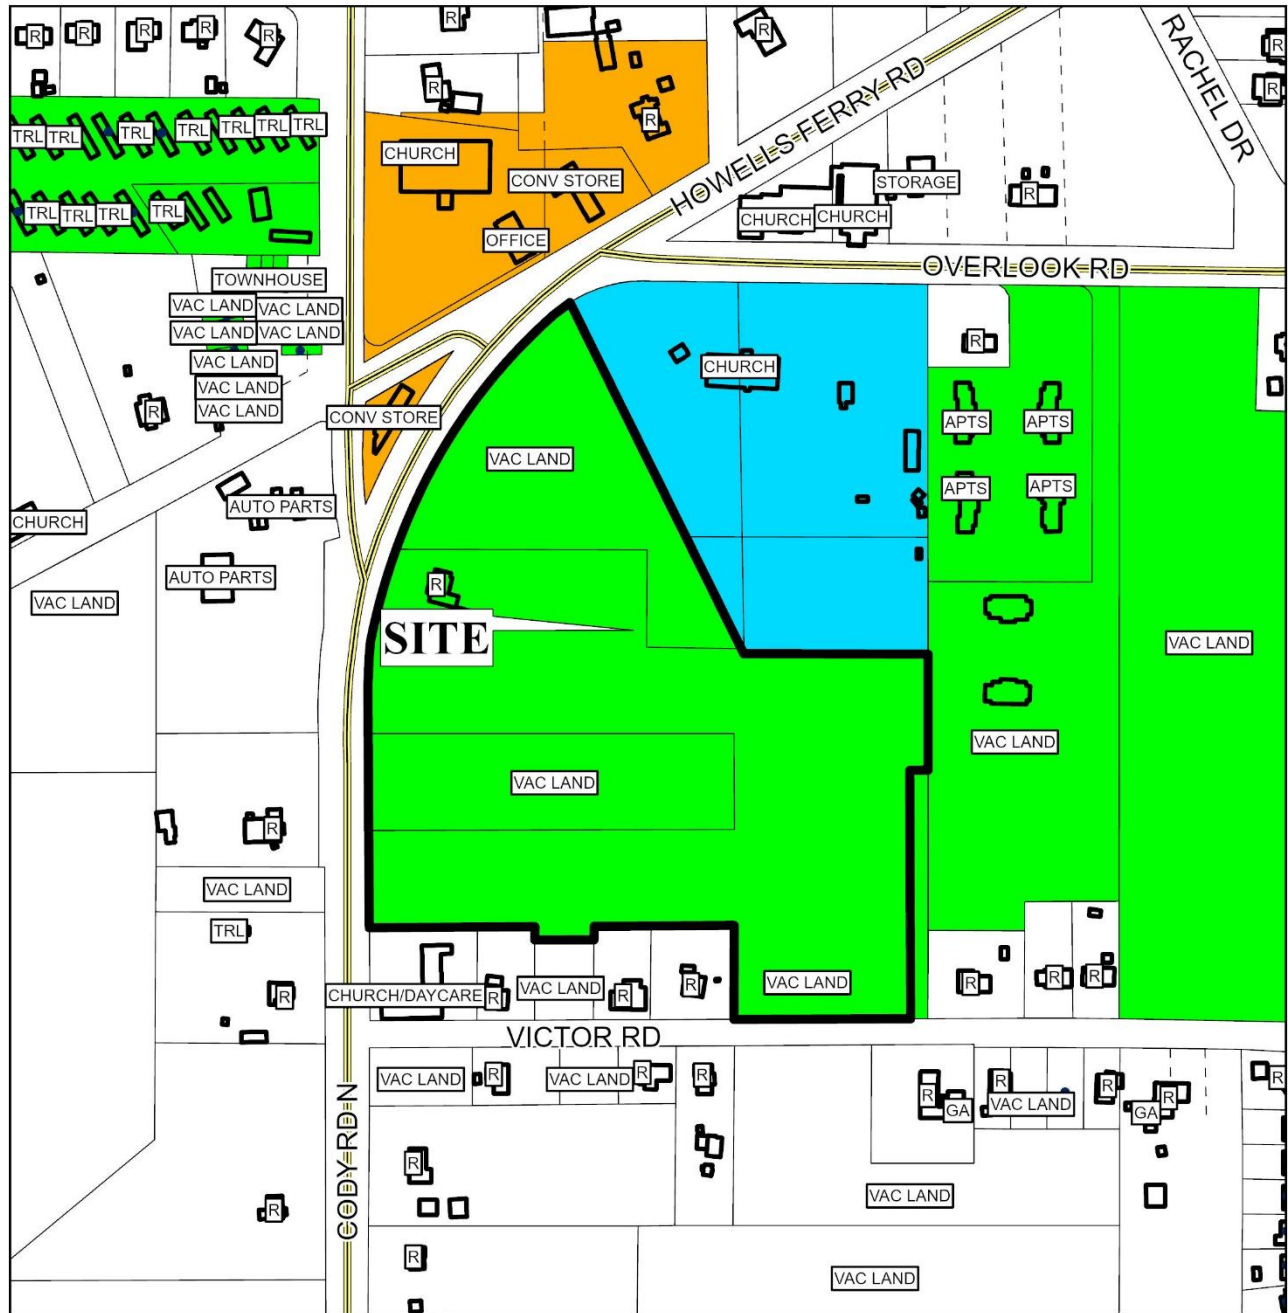 R
R
R
R
R
R
R
R
TRL
TRL
TRL
TRL
TRL
TRL
TRL
R
R
RACHEL DR
R
R
HOWELLS FERRY RD
CHURCH
CONV STORE
STORAGE
R
TRL
TRL
TRL
TRL
CHURCH
CHURCH
OFFICE
OVERLOOK RD
TOWNHOUSE
VAC LAND
VAC LAND
VAC LAND
VAC LAND
VAC LAND
VAC LAND
VAC LAND
R
R
CHURCH
CONV STORE
APTS
APTS
VAC LAND
APTS
APTS
AUTO PARTS
CHURCH
AUTO PARTS
R
VAC LAND
SITE
VAC LAND
VAC LAND
VAC LAND
R
VAC LAND
TRL
R
CHURCH/DAYCARE
R
VAC LAND
R
R
VAC LAND
R
R
R
VICTOR RD
VAC LAND
R
VAC LAND
R
R
R
GA
R
VAC LAND
R
R
GA
R
CODY RD N
R
R
VAC LAND
R
VAC LAND